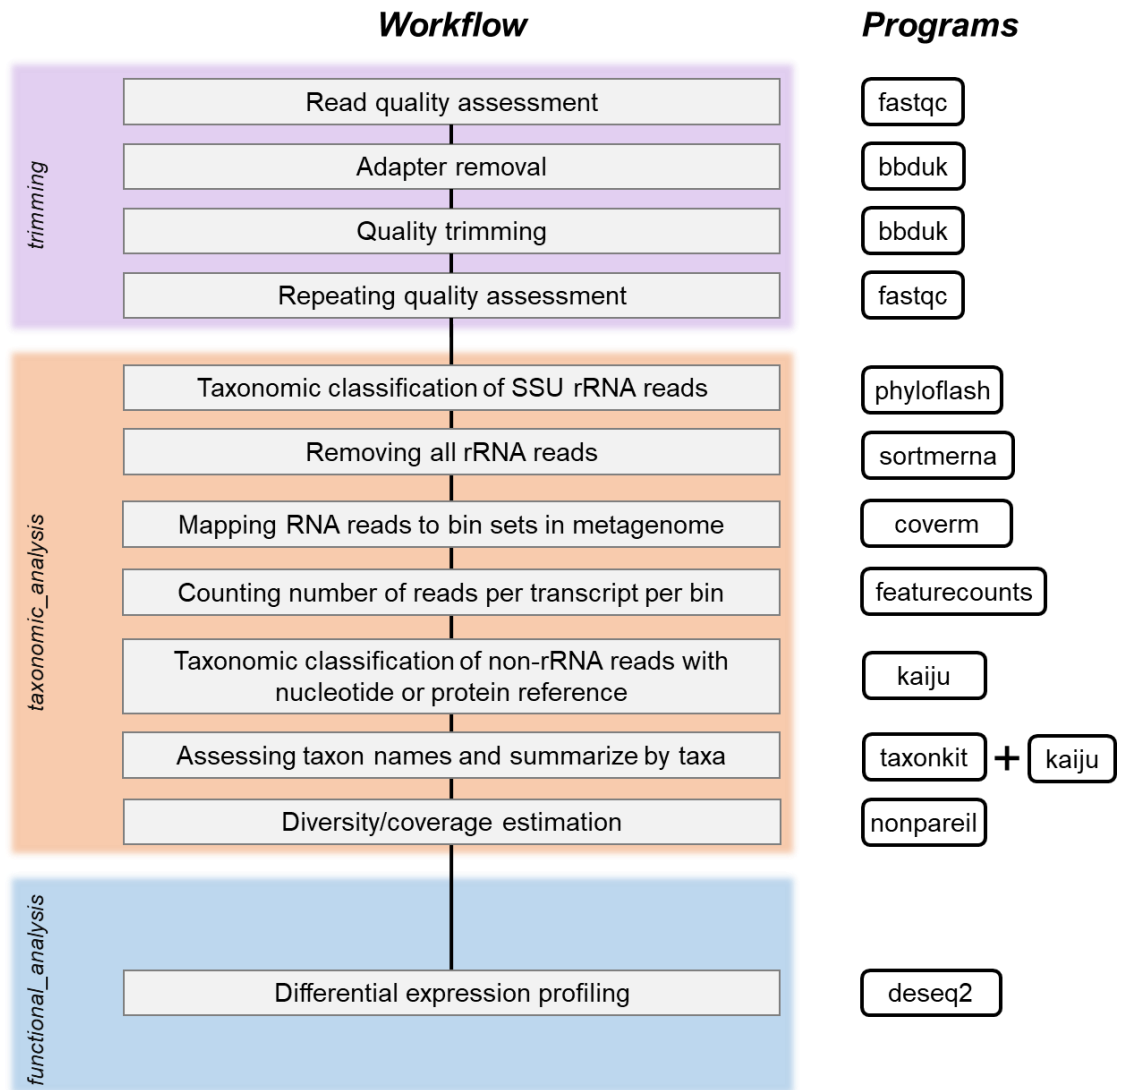 Workflow
Programs
trimming
Read quality assessment
fastqc
Adapter removal
bbduk
Quality trimming
bbduk
Repeating quality assessment
fastqc
taxonomic_analysis
Taxonomic classification of SSU rRNA reads
phyloflash
Removing all rRNA reads
sortmerna
Mapping RNA reads to bin sets in metagenome
coverm
Counting number of reads per transcript per bin
featurecounts
Taxonomic classification of non-rRNA reads with
nucleotide or protein reference
kaiju
Assessing taxon names and summarize by taxa
taxonkit + kaiju
Diversity/coverage estimation
nonpareil
functional_analysis
Differential expression profiling
deseq2